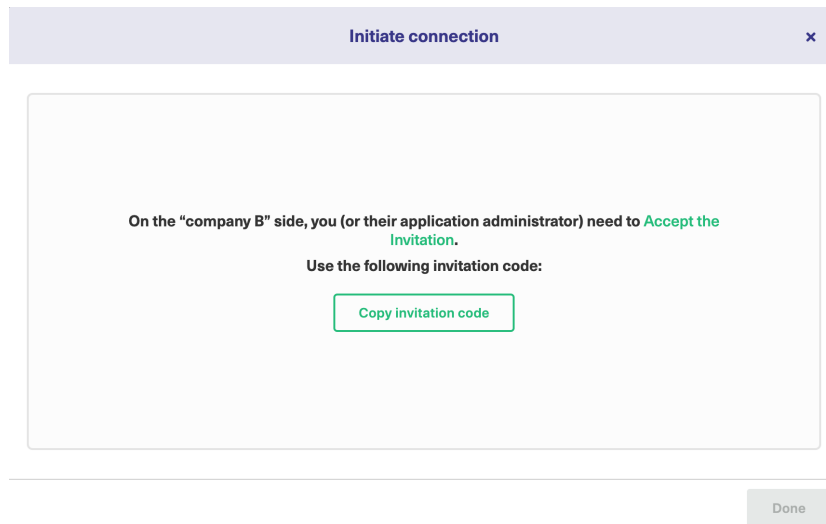 Initiate connection
×
On the “company B” side, you (or their application administrator) need to Accept the
Invitation.
Use the following invitation code:
Copy invitation code
Done